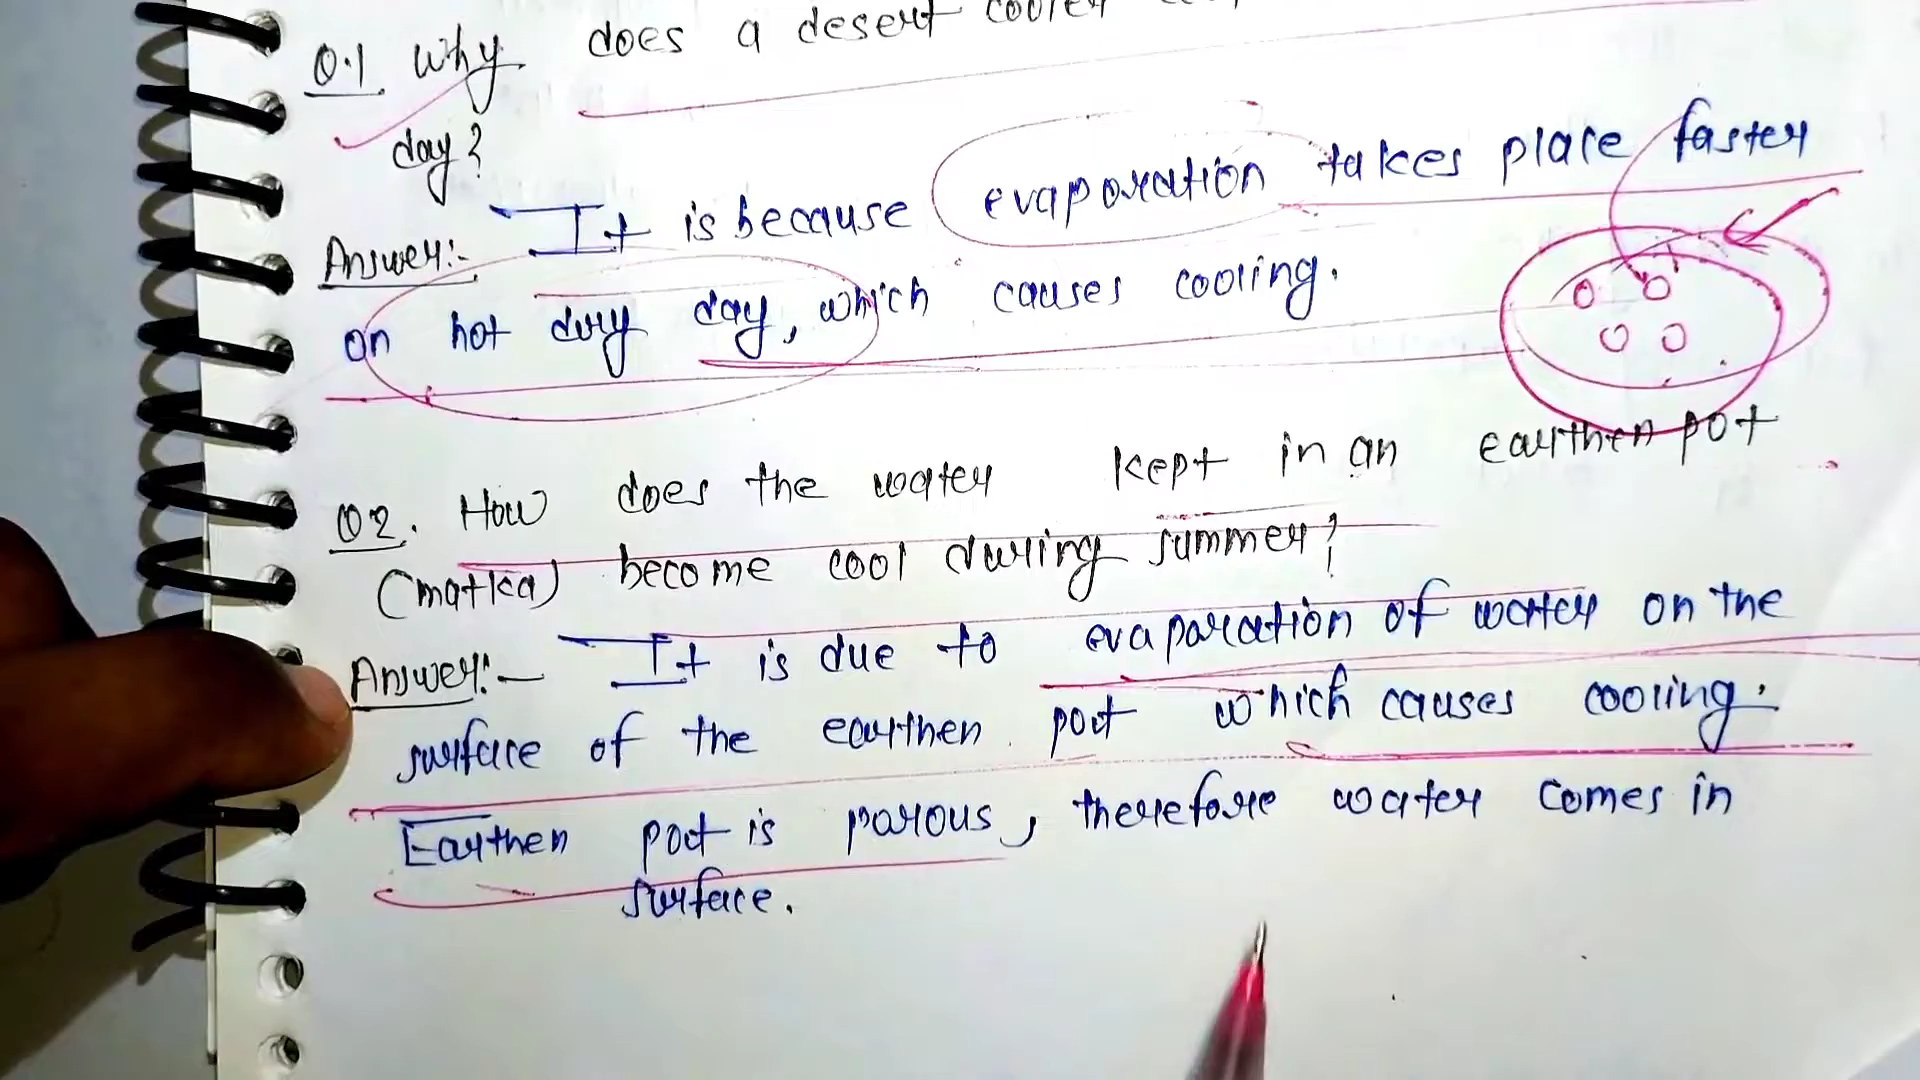 Q.1 Why does a desert cooler
day?
Answer:- It is because evaporation takes place faster
on hot dry day, which causes cooling.
Q2. How does the water kept in an earthen pot
(matka) become cool during summer?
Answer:- It is due to evaporation of water on the
surface of the earthen pot which causes cooling.
Earthen pot is porous, therefore water comes in
surface.